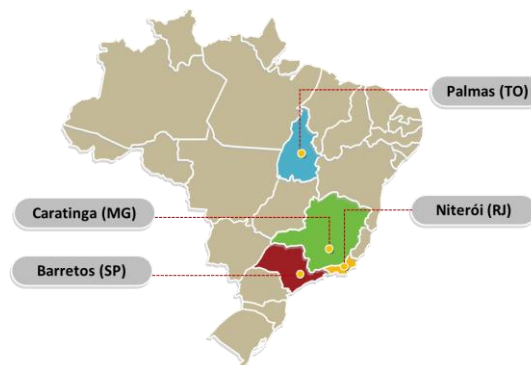 Palmas (TO)
Caratinga (MG)
Niterói (RJ)
Barretos (SP)